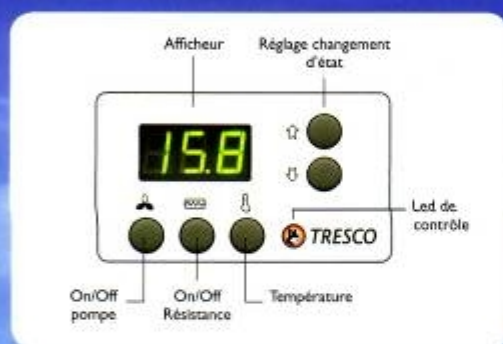 Afficheur
Réglage changement
d'état
15.8
TRESCO
Led de
contrôle
On/Off
pompe
On/Off
Résistance
Température